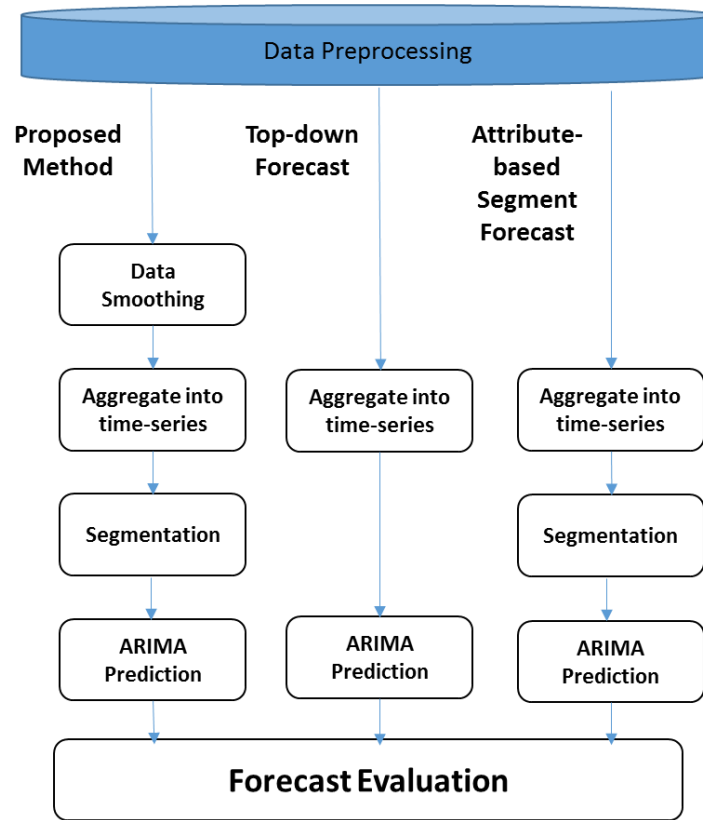 Data Preprocessing
Proposed
Method
Top-down
Forecast
Attribute-
based
Segment
Forecast
Data
Smoothing
Aggregate into
time-series
Aggregate into
time-series
Aggregate into
time-series
Segmentation
Segmentation
ARIMA
Prediction
ARIMA
Prediction
ARIMA
Prediction
Forecast Evaluation